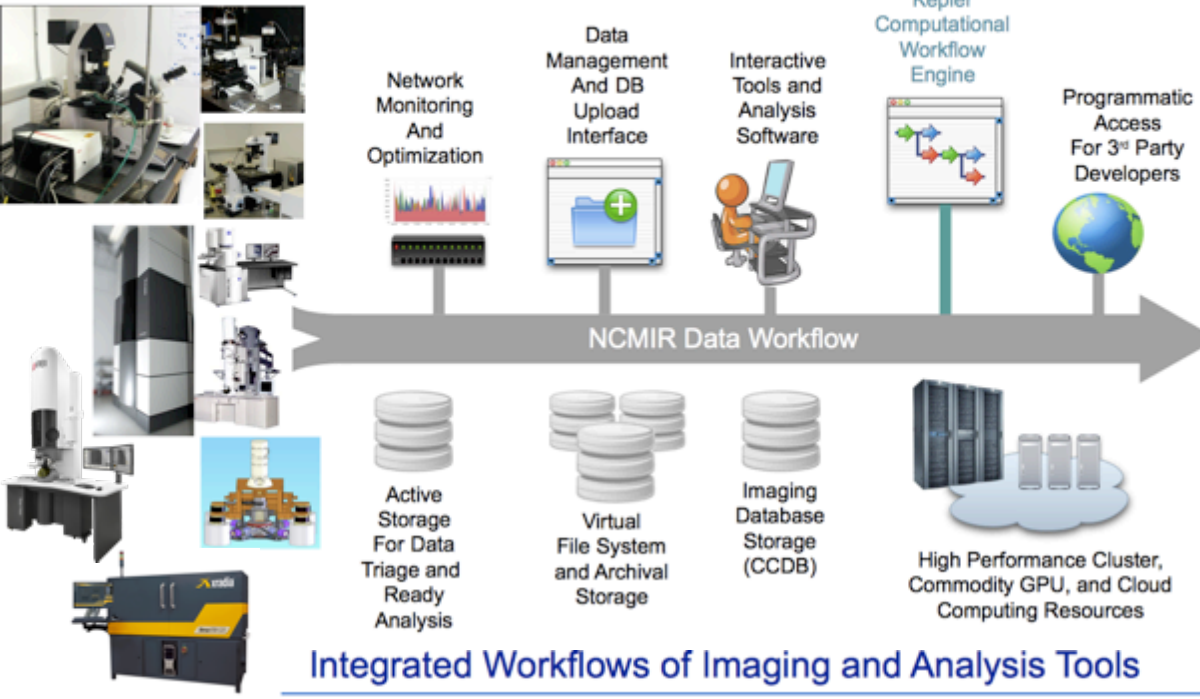 Network
Monitoring
And
Optimization
Data
Management
And DB
Upload
Interface
Interactive
Tools and
Analysis
Software
Kepler
Computational
Workflow
Engine
Programmatic
Access
For 3rd Party
Developers
NCMIR Data Workflow
Active
Storage
For Data
Triage and
Ready
Analysis
Virtual
File System
and Archival
Storage
Imaging
Database
Storage
(CCDB)
High Performance Cluster,
Commodity GPU, and Cloud
Computing Resources
xradia
Integrated Workflows of Imaging and Analysis Tools